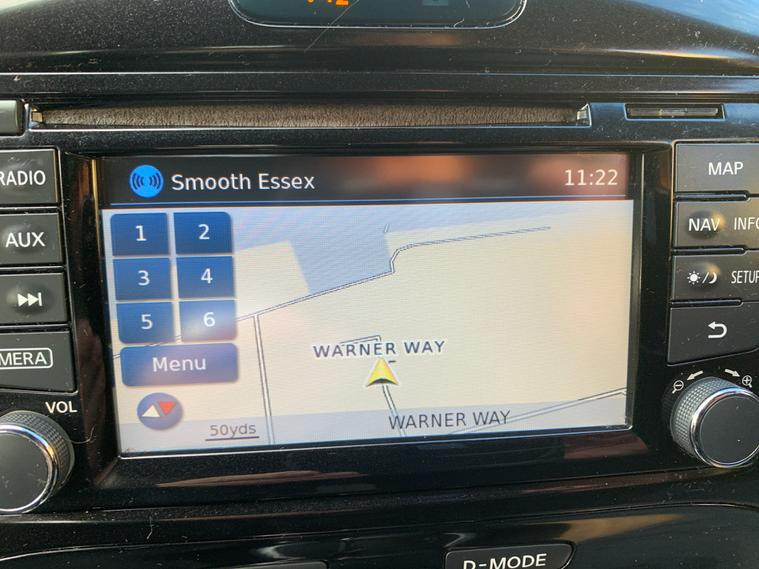 Smooth Essex
11:22
RADIO
MAP
1
2
AUX
NAV
INFO
3
4
SETUP
5
6
WARNER WAY
Menu
CAMERA
VOL
50yds
WARNER WAY
D-MODE